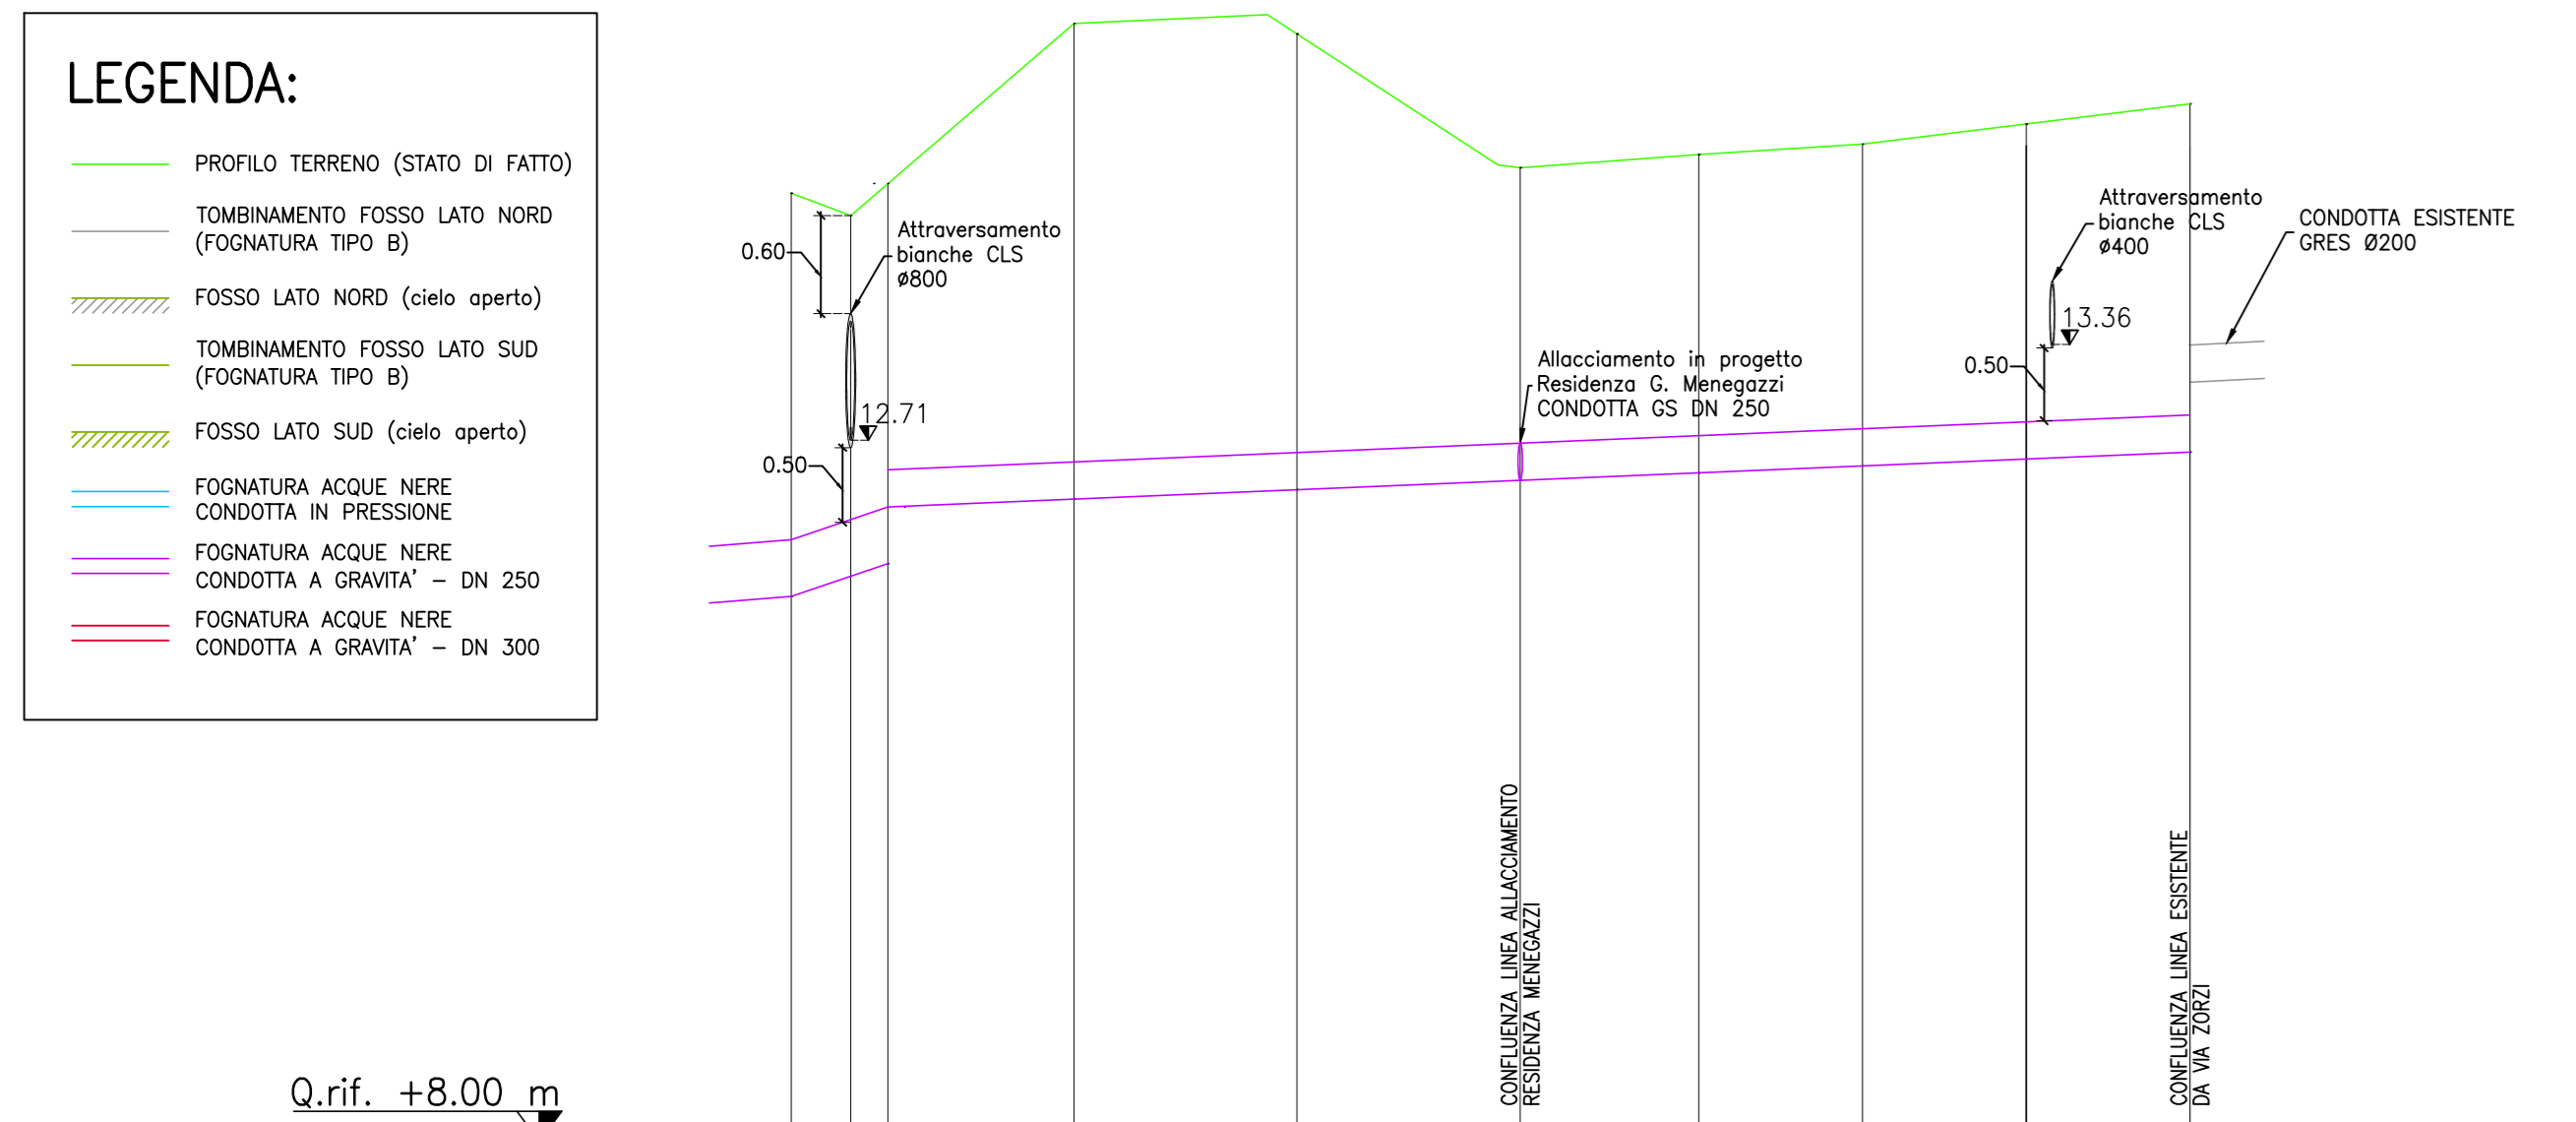 LEGENDA:
PROFILO TERRENO (STATO DI FATTO)
TOMBINAMENTO FOSSO LATO NORD
(FOGNATURA TIPO B)
FOSSO LATO NORD (cielo aperto)
TOMBINAMENTO FOSSO LATO SUD
(FOGNATURA TIPO B)
FOSSO LATO SUD (cielo aperto)
FOGNATURA ACQUE NERE
CONDOTTA IN PRESSIONE
FOGNATURA ACQUE NERE
CONDOTTA A GRAVITA' - DN 250
FOGNATURA ACQUE NERE
CONDOTTA A GRAVITA' - DN 300
Q.rif. +8.00 m
0.60
Attraversamento
bianche CLS
ø800
12.71
0.50
Allacciamento in progetto
Residenza G. Menegazzi
CONDOTTA GS DN 250
CONFLUENZA LINEA ALLACCIAMENTO
RESIDENZA MENEGAZZI
Attraversamento
bianche CLS
ø400
13.36
0.50
CONDOTTA ESISTENTE
GRES Ø200
CONFLUENZA LINEA ESISTENTE
DA VIA ZORZI